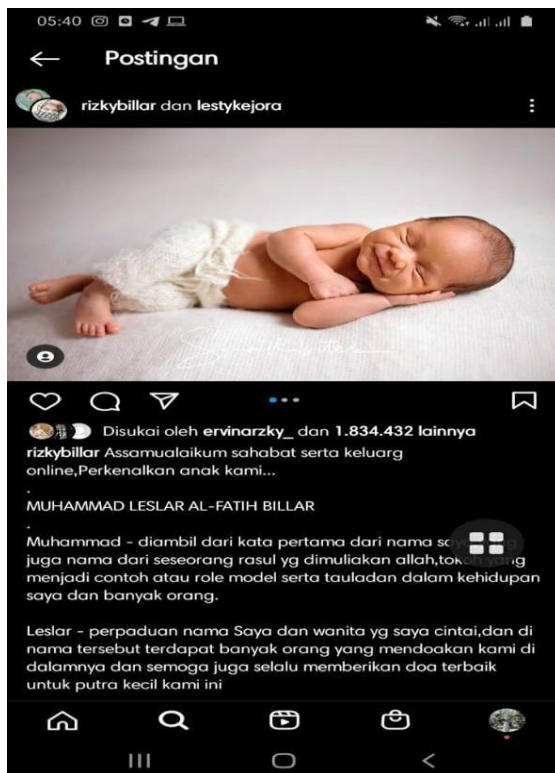 05:40
Postingan
rizkybillar dan lestykejora
Disukai oleh ervinarzky_ dan 1.834.432 lainnya
rizkybillar Assamualaikum sahabat serta keluarg
online,Perkenalkan anak kami...
.
MUHAMMAD LESLAR AL-FATIH BILLAR
.
Muhammad - diambil dari kata pertama dari nama
juga nama dari seseorang rasul yg dimuliakan allah,tokoh yang
menjadi contoh atau role model serta tauladan dalam kehidupan
saya dan banyak orang.
Leslar - perpaduan nama Saya dan wanita yg saya cintai,dan di
nama tersebut terdapat banyak orang yang mendoakan kami di
dalamnya dan semoga juga selalu memberikan doa terbaik
untuk putra kecil kami ini